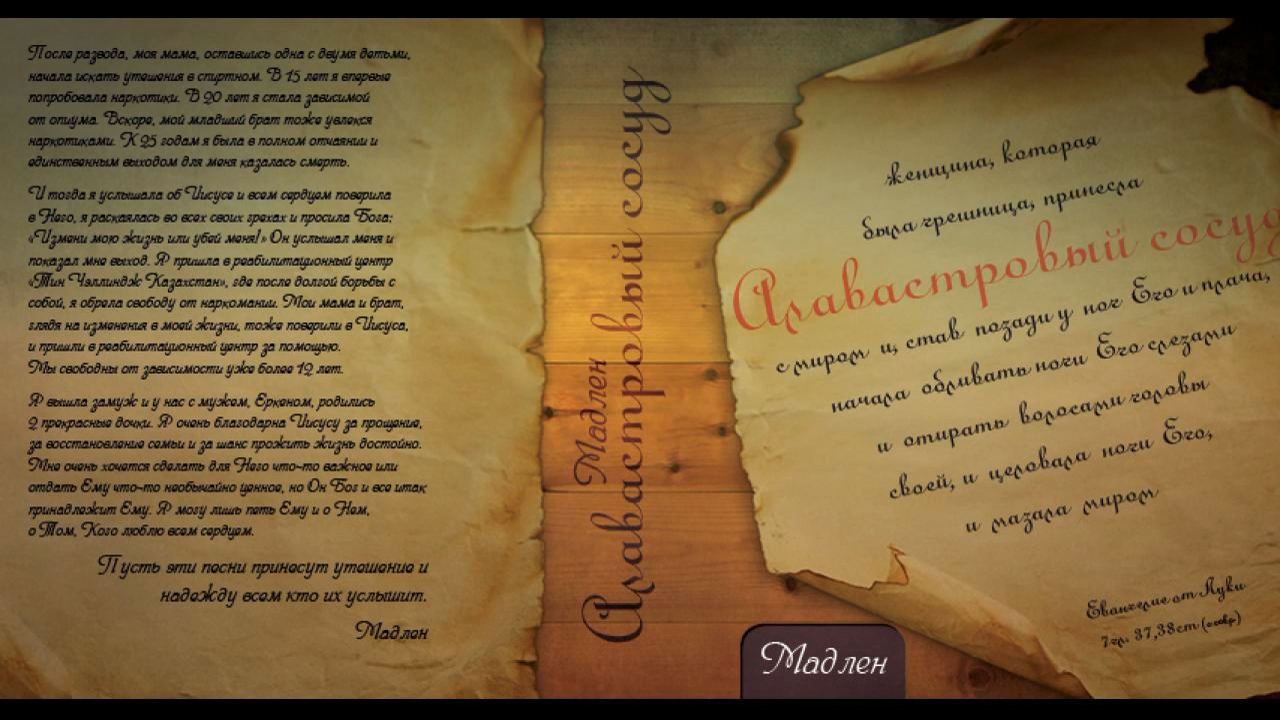 После развода, моя мама, оставшись одна с двумя детьми,
начала искать утешения в спиртном. В 15 лет я впервые
попробовала наркотики. В 20 лет я стала зависимой
от опиума. Вскоре, мой младший брат тоже увлекся
наркотиками. К 25 годам я была в полном отчаянии и
единственным выходом для меня казалась смерть.
И тогда я услышала об Иисусе и всем сердцем поверила
в Него, я раскаялась во всех своих грехах и просила Бога:
«Измени мою жизнь или убей меня!» Он услышал меня и
показал мне выход. Я пришла в реабилитационный центр
«Тин Чэллиндж Казахстан», где после долгой борьбы с
собой, я обрела свободу от наркомании. Мои мама и брат,
глядя на изменения в моей жизни, тоже поверили в Иисуса,
и пришли в реабилитационный центр за помощью.
Мы свободны от зависимости уже более 12 лет.
Я вышла замуж и у нас с мужем, Еркеном, родились
2 прекрасные дочки. Я очень благодарна Иисусу за прощение,
за восстановление семьи и за шанс прожить жизнь достойно.
Мне очень хочется сделать для Него что-то важное или
отдать Ему что-то необычайно ценное, но Он Бог и все итак
принадлежит Ему. Я могу лишь петь Ему и о Нем,
о Том, Кого люблю всем сердцем.
Пусть эти песни принесут утешение и
надежду всем кто их услышит.
Мадлен
Мадлен
Алавастровый сосуд
женщина, которая
была грешница, принесла
Алавастровый сосуд
с миром и, став позади у ног Его и плача,
начала обливать ноги Его слезами
и отирать волосами головы
своей, и целовала ноги Его,
и мазала миром
Евангелие от Луки
7гл. 37,38ст
Мадлен